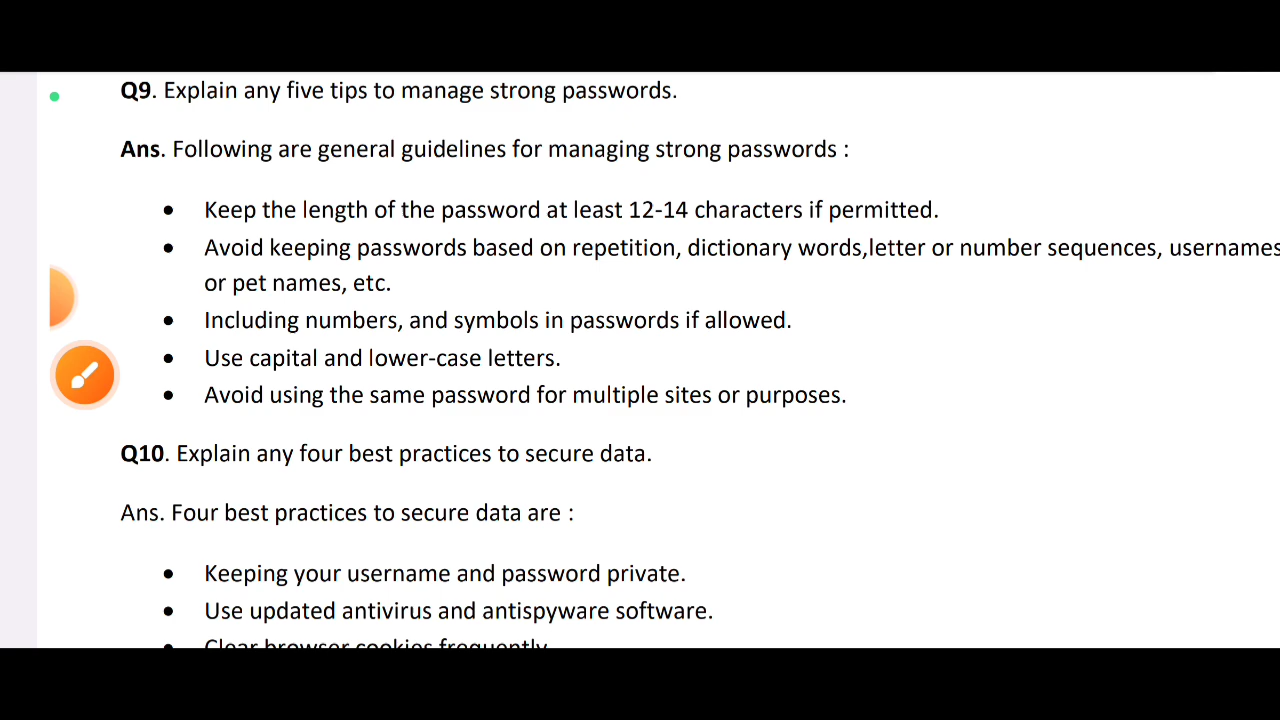 Q9. Explain any five tips to manage strong passwords.
Ans. Following are general guidelines for managing strong passwords :
• Keep the length of the password at least 12-14 characters if permitted.
• Avoid keeping passwords based on repetition, dictionary words,letter or number sequences, usernames
or pet names, etc.
• Including numbers, and symbols in passwords if allowed.
• Use capital and lower-case letters.
• Avoid using the same password for multiple sites or purposes.
Q10. Explain any four best practices to secure data.
Ans. Four best practices to secure data are :
• Keeping your username and password private.
• Use updated antivirus and antispyware software.
• Clear browser cookies frequently